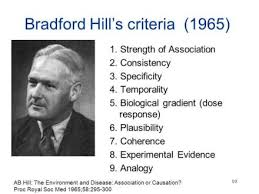 Bradford Hill's criteria (1965)
1. Strength of Association
2. Consistency
3. Specificity
4. Temporality
5. Biological gradient (dose
response)
6. Plausibility
7. Coherence
8. Experimental Evidence
9. Analogy
AB Hill; The Environment and Disease: Association or Causation?
Proc Royal Soc Med 1965;58:295-300